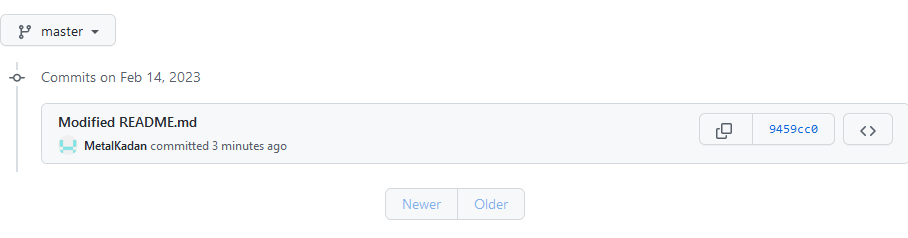 master
Commits on Feb 14, 2023
Modified README.md
9459cc0
MetalKadan committed 3 minutes ago
Newer Older